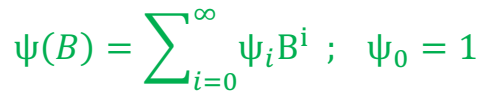 ψ(B) = ∑_{i=0}^{∞} ψ_i B^i ; ψ_0 = 1